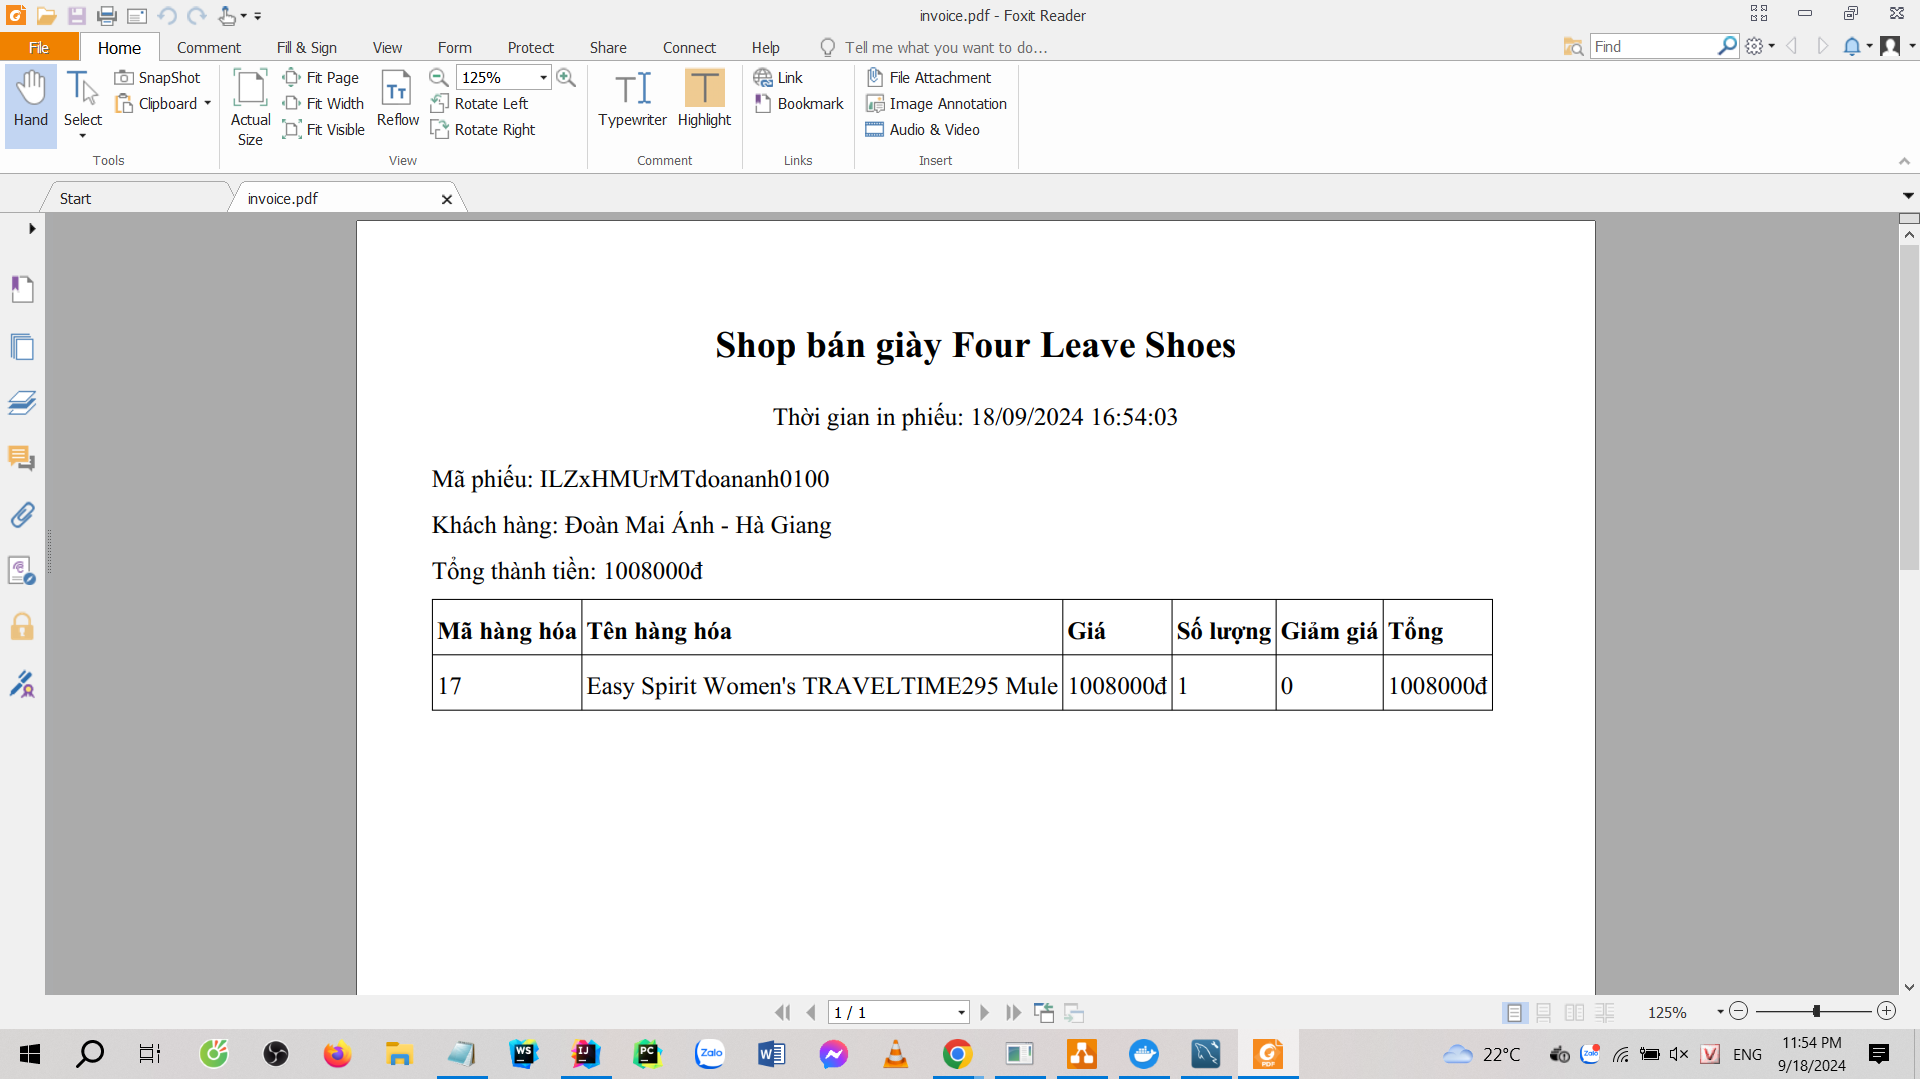 invoice.pdf - Foxit Reader
File Home Comment Fill & Sign View Form Protect Share Connect Help Tell me what you want to do... Find
Hand
Select
SnapShot
Clipboard
Tools
Actual Size
Fit Page
Fit Width
Fit Visible
Reflow
125%
Rotate Left
Rotate Right
View
Typewriter
Highlight
Comment
Link
Bookmark
Links
File Attachment
Image Annotation
Audio & Video
Insert
Start invoice.pdf
Shop bán giày Four Leave Shoes
Thời gian in phiếu: 18/09/2024 16:54:03
Mã phiếu: ILZxHMUrMTdoananh0100
Khách hàng: Đoàn Mai Ánh - Hà Giang
Tổng thành tiền: 1008000đ
Mã hàng hóa Tên hàng hóa Giá Số lượng Giảm giá Tổng
17 Easy Spirit Women's TRAVELTIME295 Mule 1008000đ 1 0 1008000đ
1 / 1
125%
WS
IJ
PC
Zalo
W
PDF
22°C
Zalo
V
ENG
11:54 PM
9/18/2024